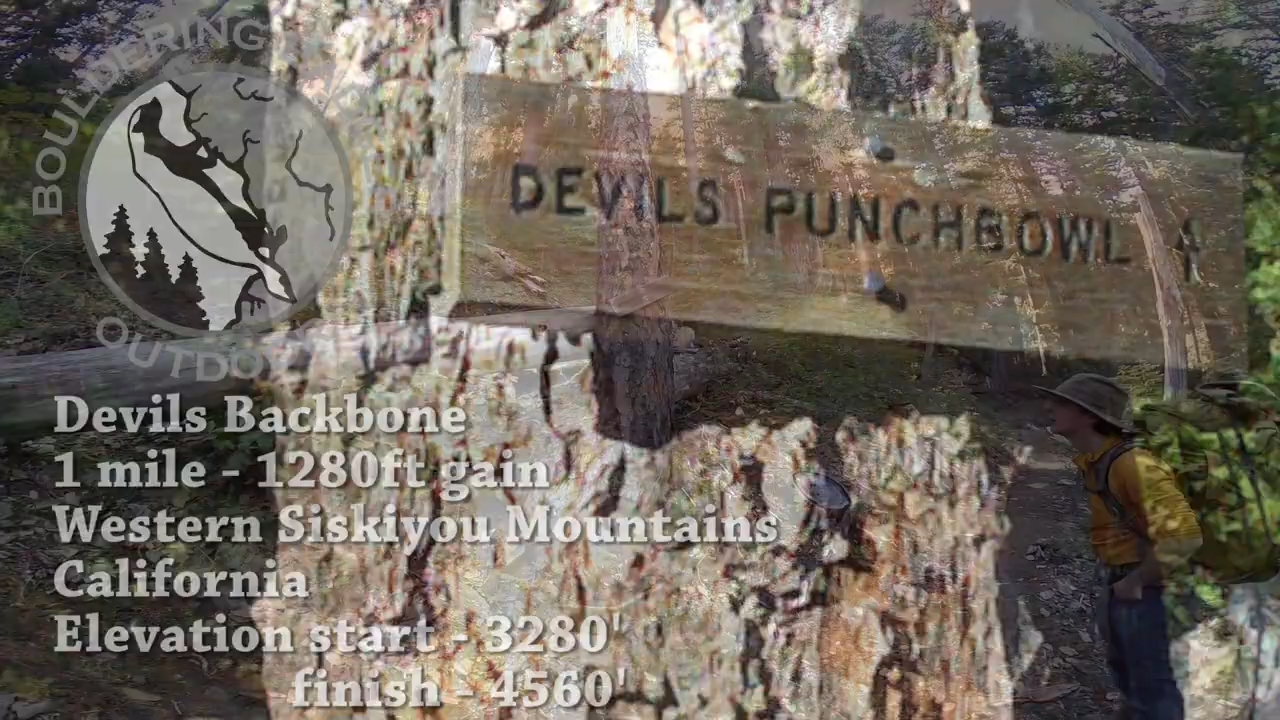 BOULDERING
OUTDO
DEVILS PUNCHBOWL 4
Devils Backbone
1 mile - 1280ft gain
Western Siskiyou Mountains
California
Elevation start - 3280'
finish - 4560'